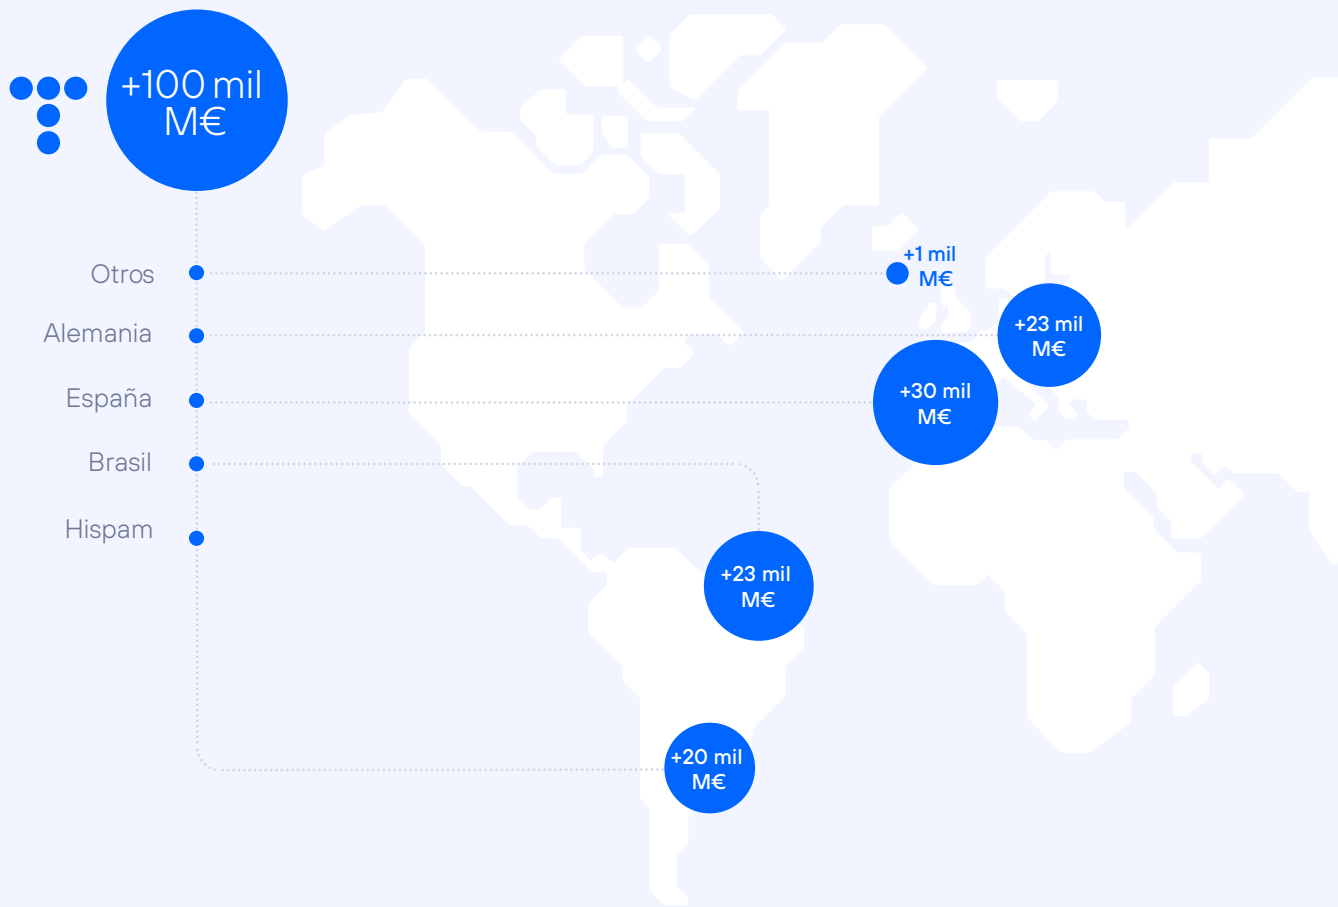 +100 mil
M€
Otros
+1 mil
M€
Alemania
+23 mil
M€
España
+30 mil
M€
Brasil
+23 mil
M€
Hispam
+20 mil
M€